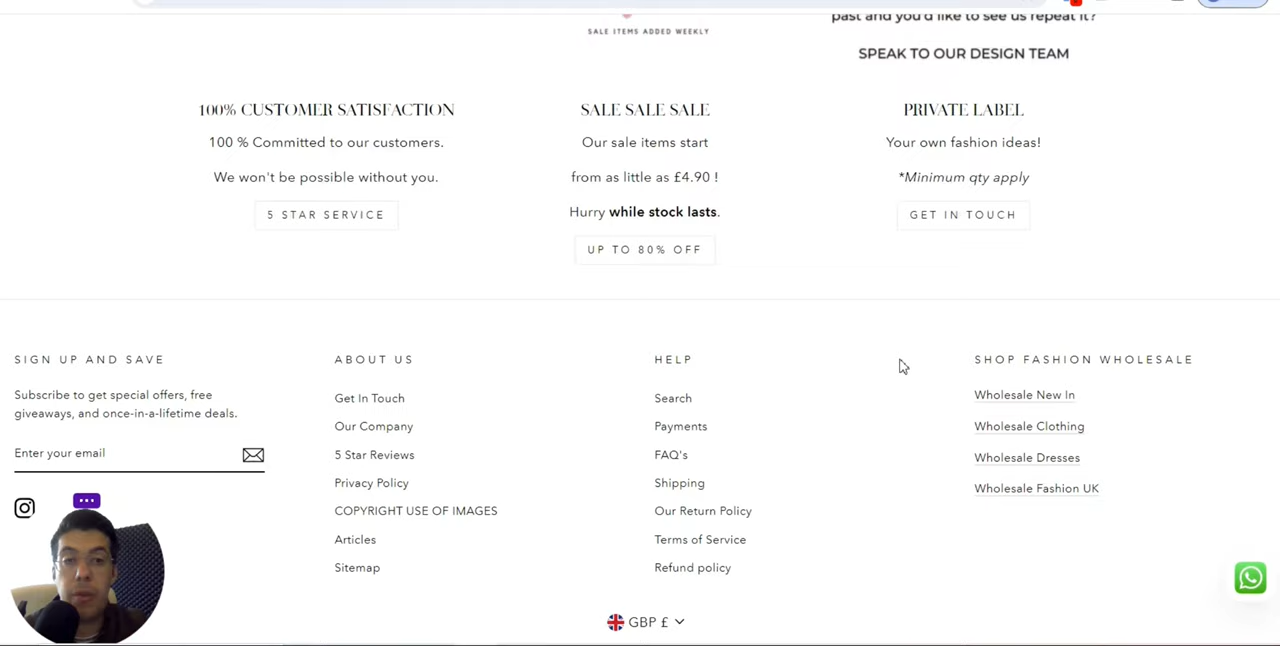 SALE ITEMS ADDED WEEKLY
past and you'd like to see us repeat it?
SPEAK TO OUR DESIGN TEAM
100% CUSTOMER SATISFACTION
100 % Committed to our customers.
We won't be possible without you.
5 STAR SERVICE
SALE SALE SALE
Our sale items start
from as little as £4.90 !
Hurry while stock lasts.
UP TO 80% OFF
PRIVATE LABEL
Your own fashion ideas!
*Minimum qty apply
GET IN TOUCH
SIGN UP AND SAVE
Subscribe to get special offers, free
giveaways, and once-in-a-lifetime deals.
Enter your email
ABOUT US
Get In Touch
Our Company
5 Star Reviews
Privacy Policy
COPYRIGHT USE OF IMAGES
Articles
Sitemap
HELP
Search
Payments
FAQ's
Shipping
Our Return Policy
Terms of Service
Refund policy
SHOP FASHION WHOLESALE
Wholesale New In
Wholesale Clothing
Wholesale Dresses
Wholesale Fashion UK
GBP £